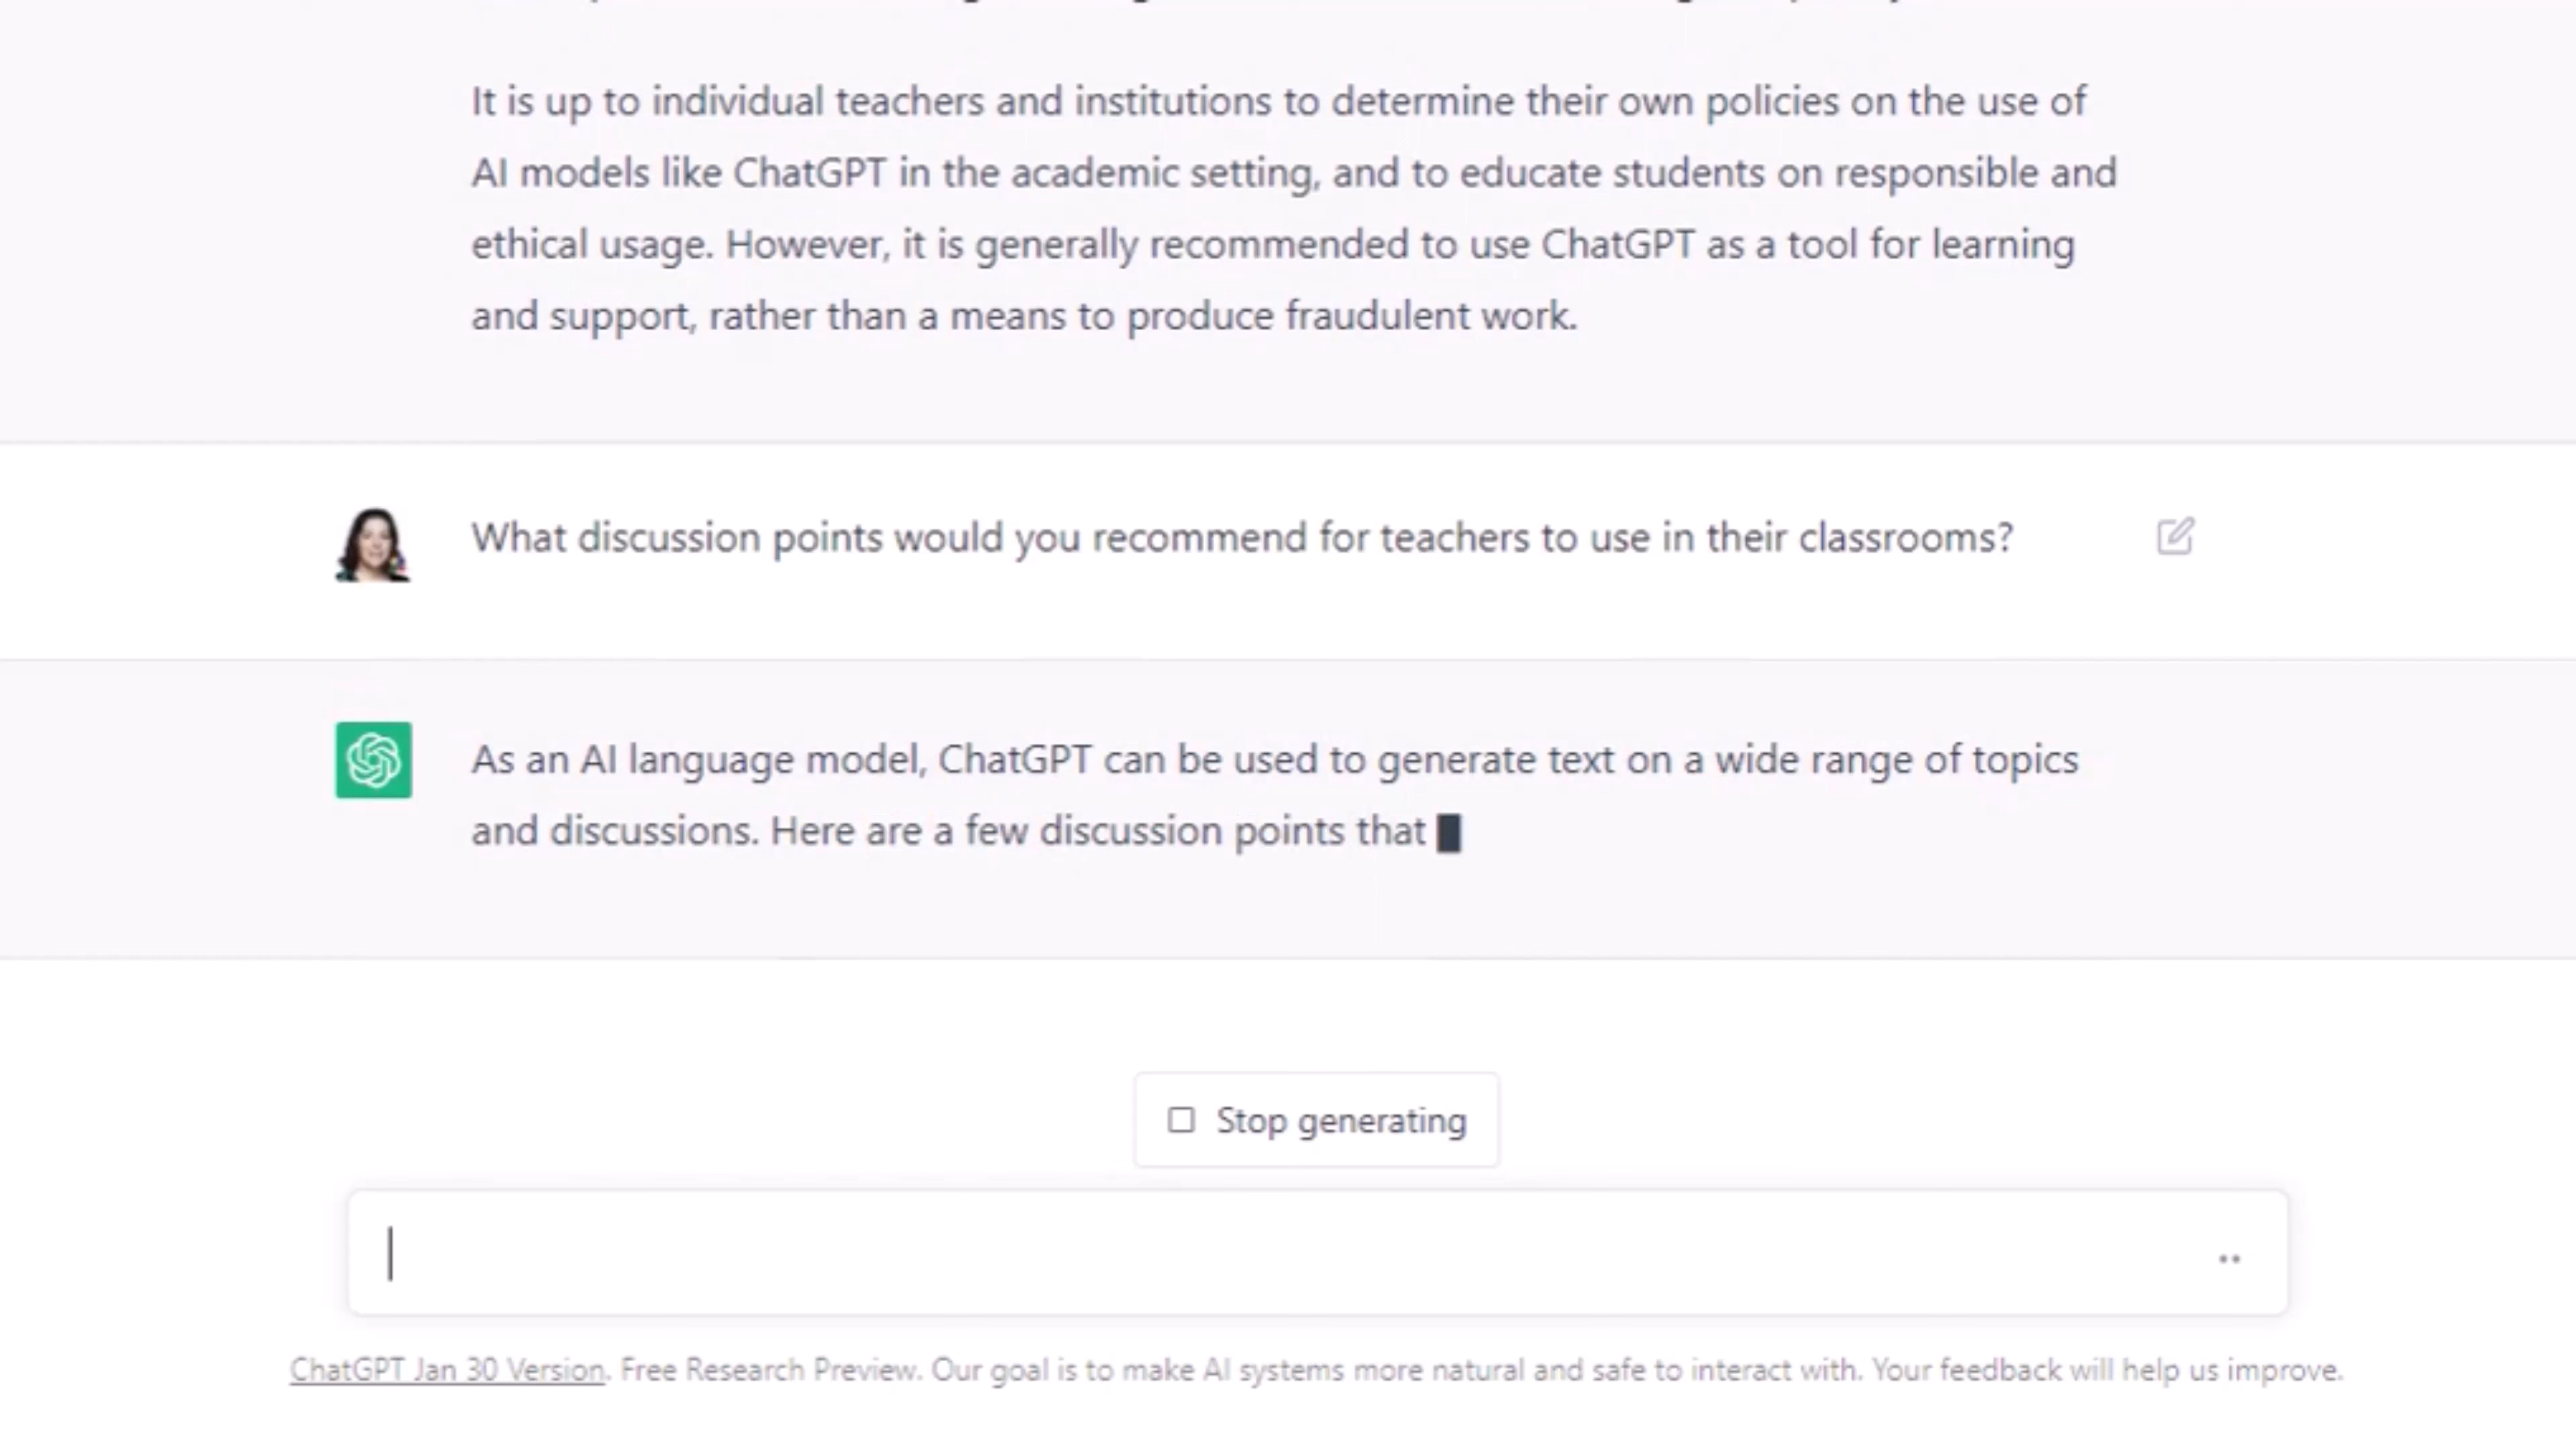 It is up to individual teachers and institutions to determine their own policies on the use of
AI models like ChatGPT in the academic setting, and to educate students on responsible and
ethical usage. However, it is generally recommended to use ChatGPT as a tool for learning
and support, rather than a means to produce fraudulent work.
What discussion points would you recommend for teachers to use in their classrooms?
As an AI language model, ChatGPT can be used to generate text on a wide range of topics
and discussions. Here are a few discussion points that
Stop generating
ChatGPT Jan 30 Version. Free Research Preview. Our goal is to make AI systems more natural and safe to interact with. Your feedback will help us improve.